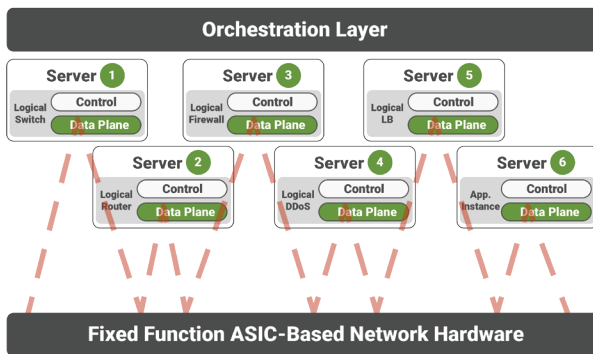 Orchestration Layer
Server 1
Logical
Switch
Control
Data Plane
Server 3
Logical
Firewall
Control
Data Plane
Server 5
Logical
LB
Control
Data Plane
Server 2
Logical
Router
Control
Data Plane
Server 4
Logical
DDoS
Control
Data Plane
Server 6
App.
Instance
Control
Data Plane
Fixed Function ASIC-Based Network Hardware